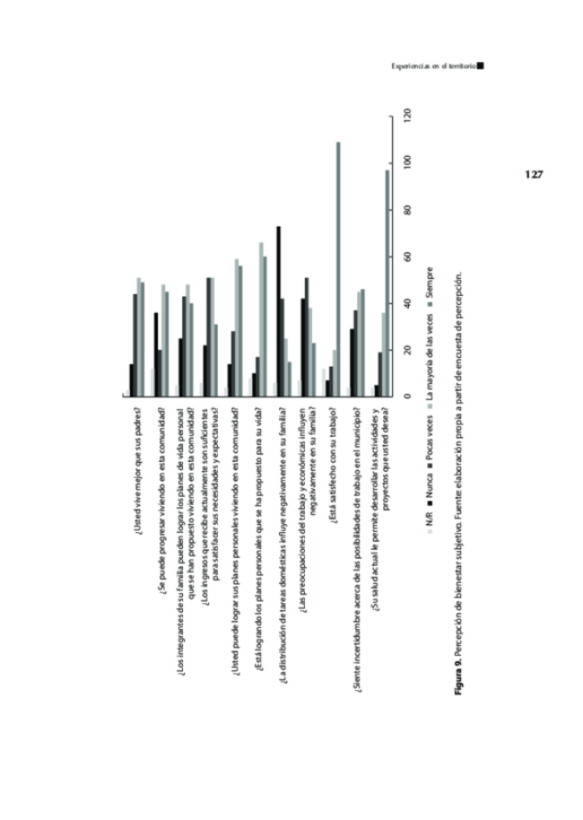 Experiencias en el territorio
127
¿Usted vive mejor que sus padres?
¿Se puede progresar viviendo en esta comunidad?
¿Los integrantes de su familia pueden lograr los planes de vida personal
que se han propuesto viviendo en esta comunidad?
¿Los ingresos que recibe actualmente son suficientes
para satisfacer sus necesidades y expectativas?
¿Usted puede lograr sus planes personales viviendo en esta comunidad?
¿Está logrando los planes personales que se ha propuesto para su vida?
¿La distribución de tareas domésticas influye negativamente en su familia?
¿Las preocupaciones del trabajo y económicas influyen
negativamente en su familia?
¿Está satisfecho con su trabajo?
¿Siente incertidumbre acerca de las posibilidades de trabajo en el municipio?
¿Su salud actual le permite desarrollar las actividades y
proyectos que usted desea?
0 20 40 60 80 100 120
N/R Nunca Pocas veces La mayoría de las veces Siempre
Figura 9. Percepción de bienestar subjetivo. Fuente elaboración propia a partir de encuesta de percepción.